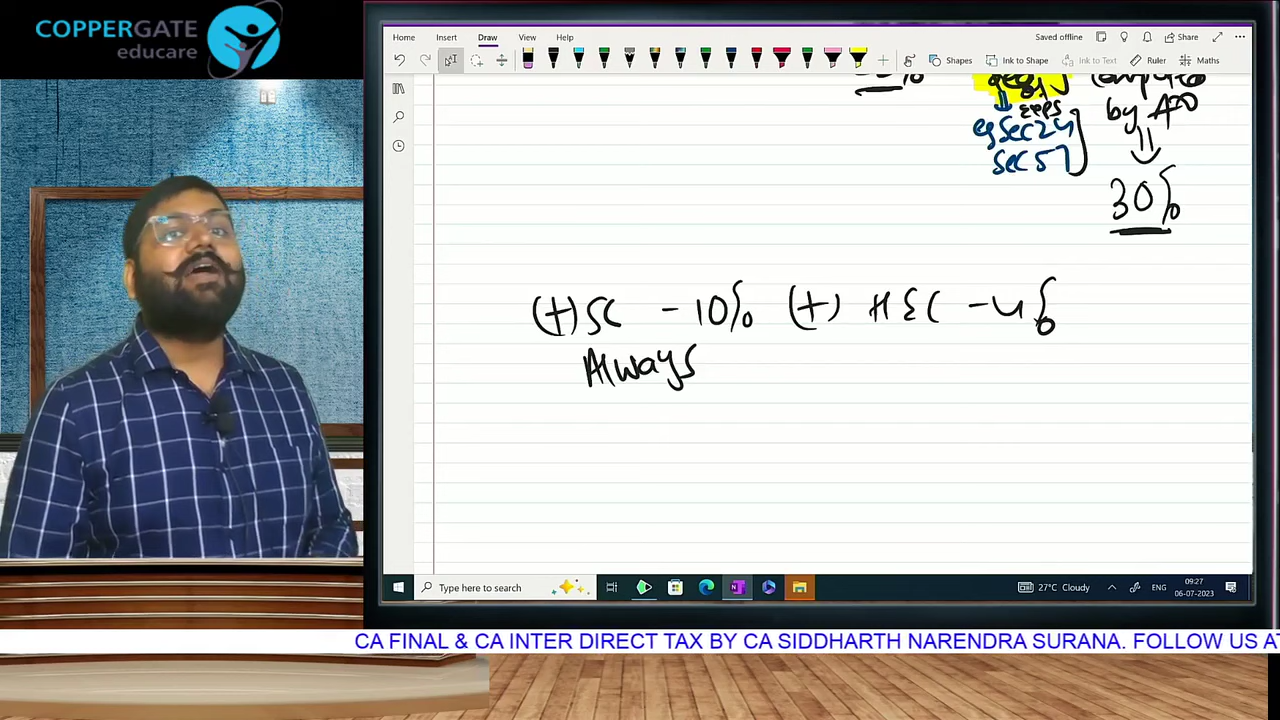 COPPERGATE
educare
Home Insert Draw View Help
Saved offline
Share
Shapes Ink to Shape Ink to Text Ruler Maths
by
eg Sec 24
Sec 57
30%
(+) SC - 10% (+) HEC - 4%
Always
Type here to search
27°C Cloudy
ENG
09:27
06-07-2023
CA FINAL & CA INTER DIRECT TAX BY CA SIDDHARTH NARENDRA SURANA. FOLLOW US AT